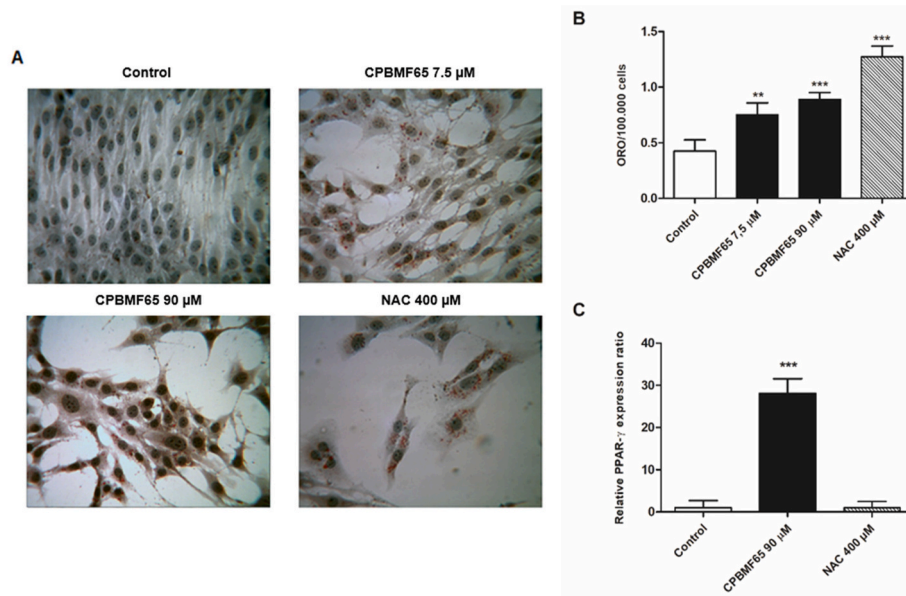 A
Control
CPBMF65 7.5 µM
CPBMF65 90 µM
NAC 400 µM
B
ORO/100.000 cells
1.5
1.0
0.5
0.0
**
***
***
Control
CPBMF65 7,5 µM
CPBMF65 90 µM
NAC 400 µM
C
Relative PPAR-γ expression ratio
40
30
20
10
0
***
Control
CPBMF65 90 µM
NAC 400 µM